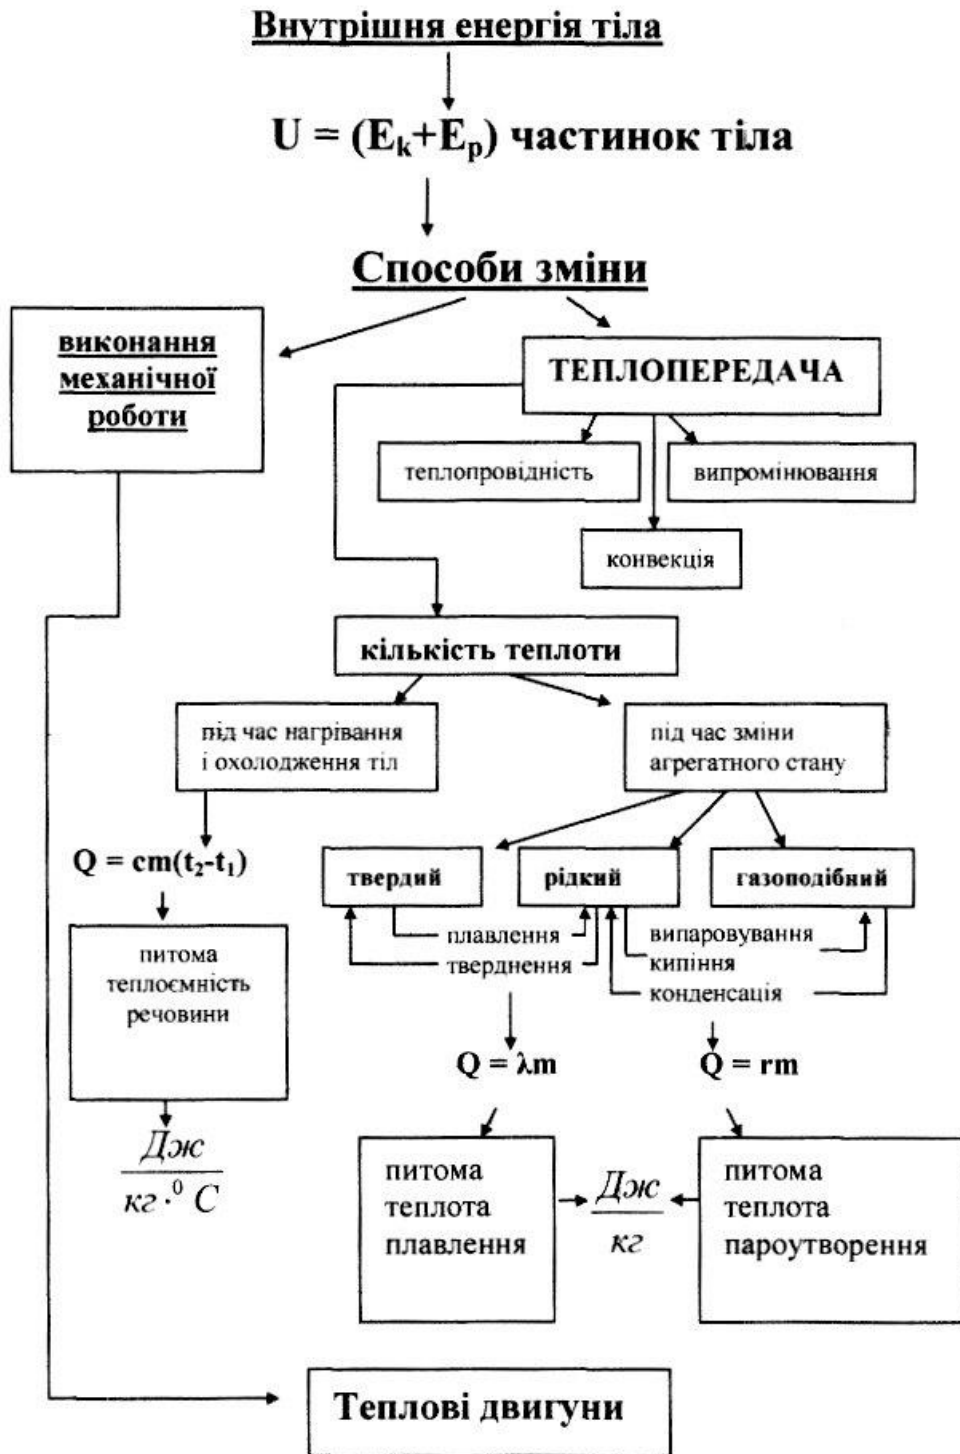 Внутрішня енергія тіла
U = (Eₖ+Eₚ) частинок тіла
Способи зміни
виконання
механічної
роботи
ТЕПЛОПЕРЕДАЧА
теплопровідність
випромінювання
конвекція
кількість теплоти
під час нагрівання
і охолодження тіл
під час зміни
агрегатного стану
Q = cm(t₂-t₁)
твердий
рідкий
газоподібний
плавлення
тверднення
випаровування
кипіння
конденсація
питома
теплоємність
речовини
Q = λm
Q = rm
Дж
кг·⁰ С
питома
теплота
плавлення
Дж
кг
питома
теплота
пароутворення
Теплові двигуни